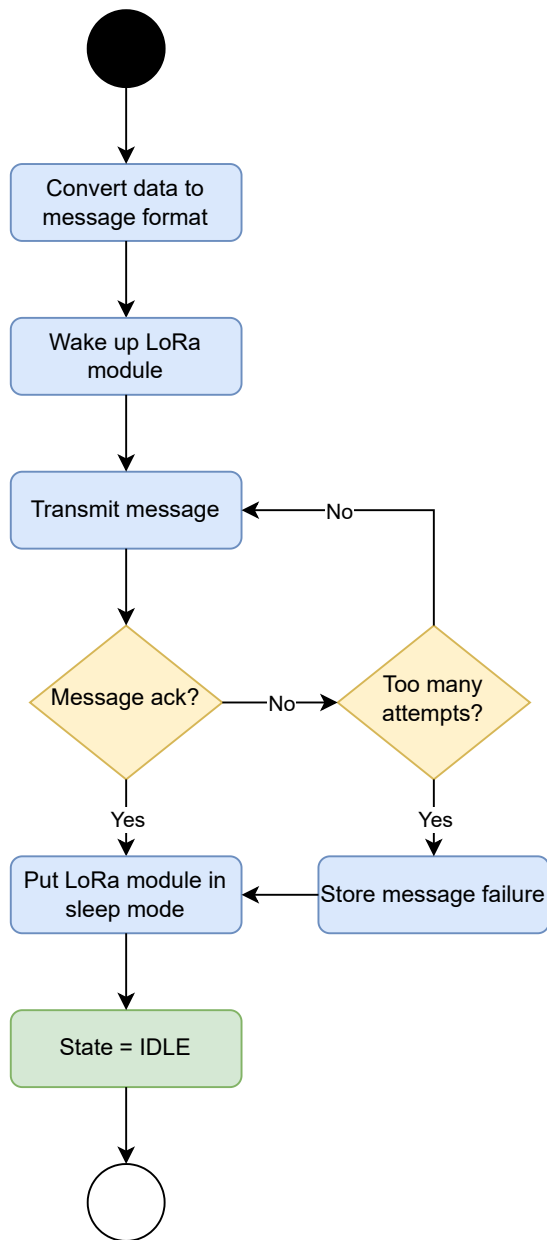 Convert data to
message format
Wake up LoRa
module
Transmit message
No
Message ack?
No
Too many
attempts?
Yes
Yes
Put LoRa module in
sleep mode
Store message failure
State = IDLE